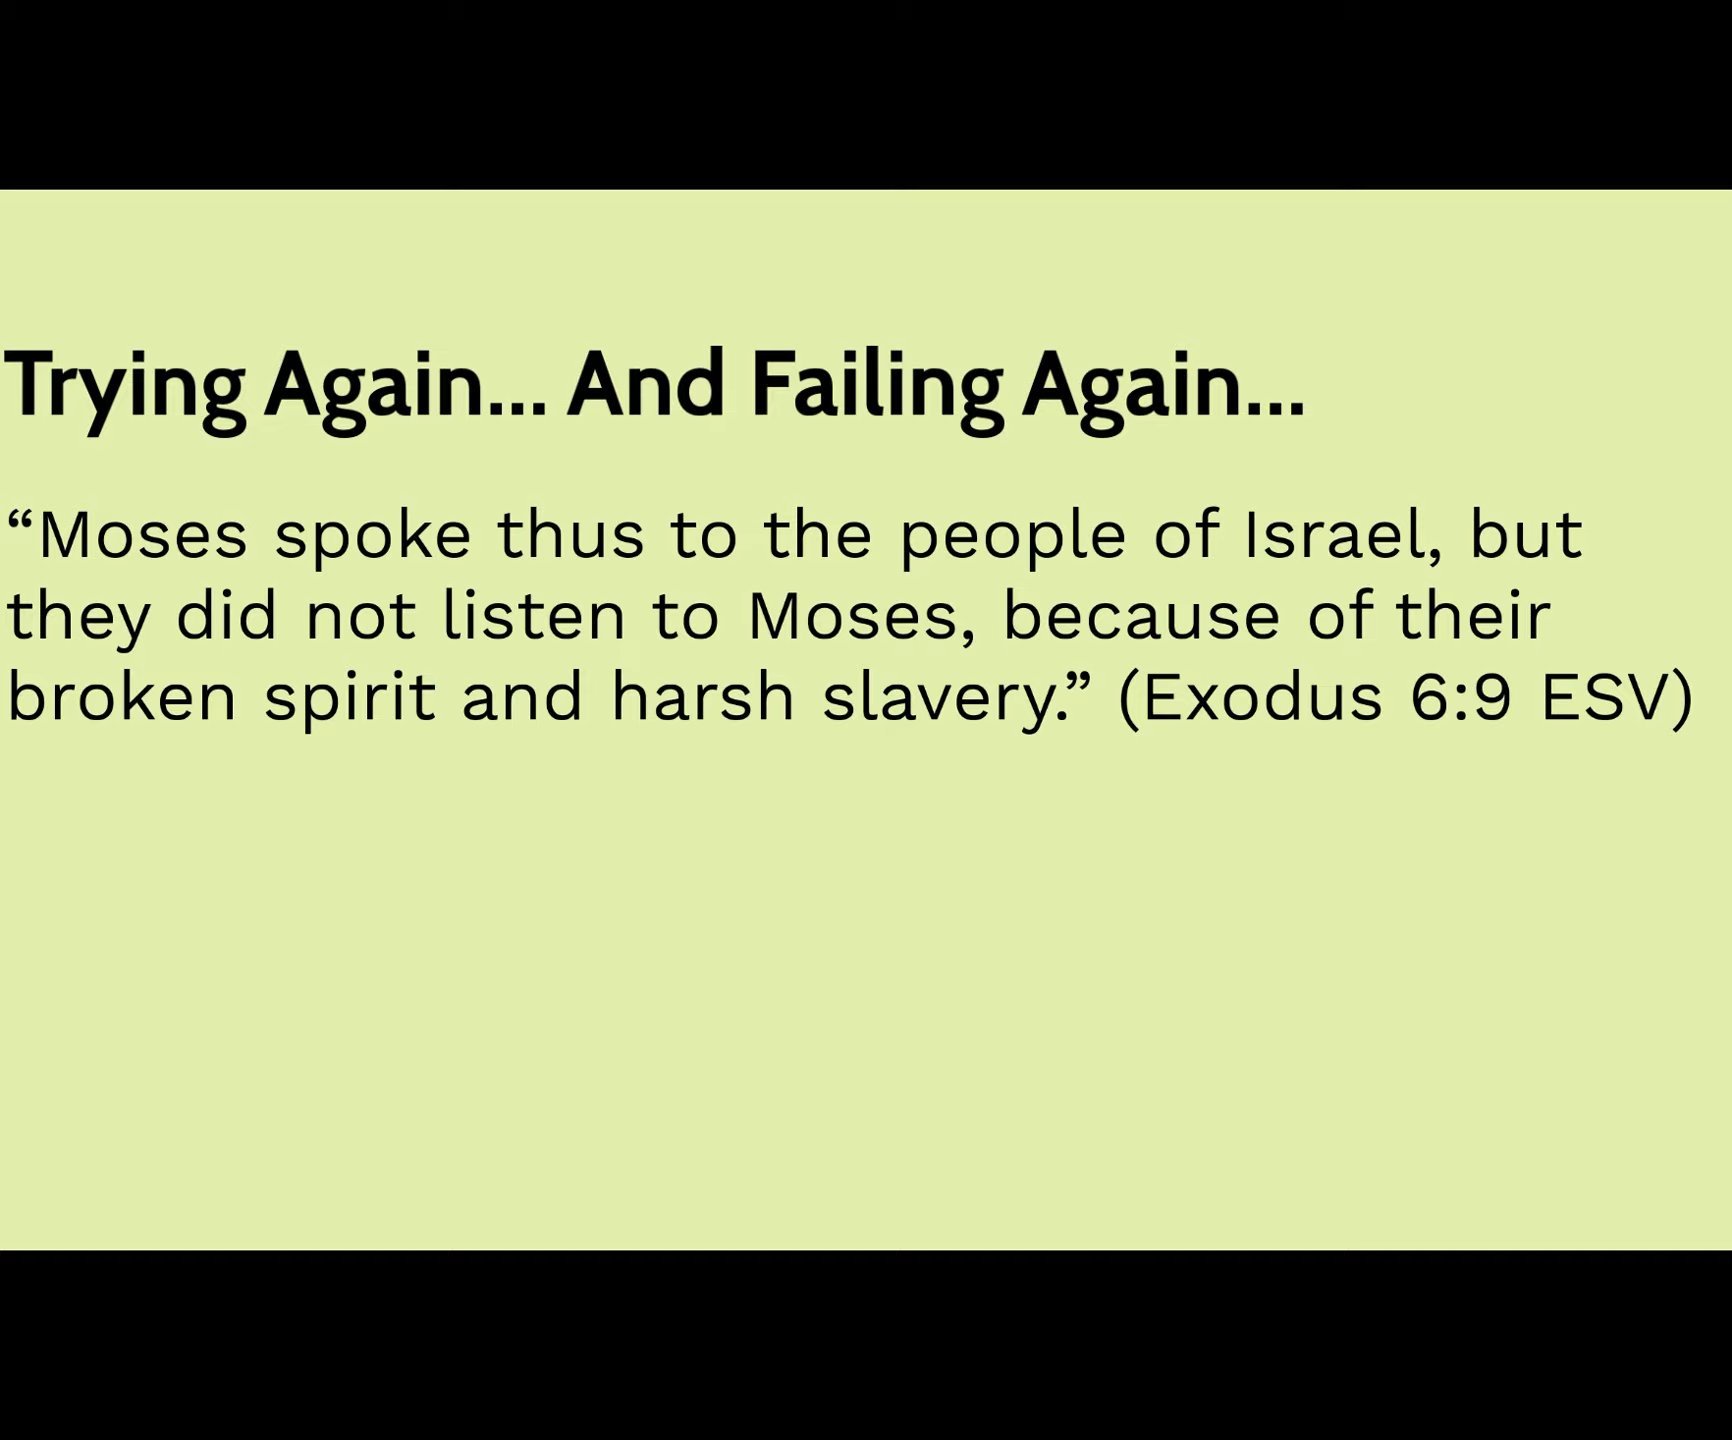 Trying Again... And Failing Again...
“Moses spoke thus to the people of Israel, but
they did not listen to Moses, because of their
broken spirit and harsh slavery.” (Exodus 6:9 ESV)